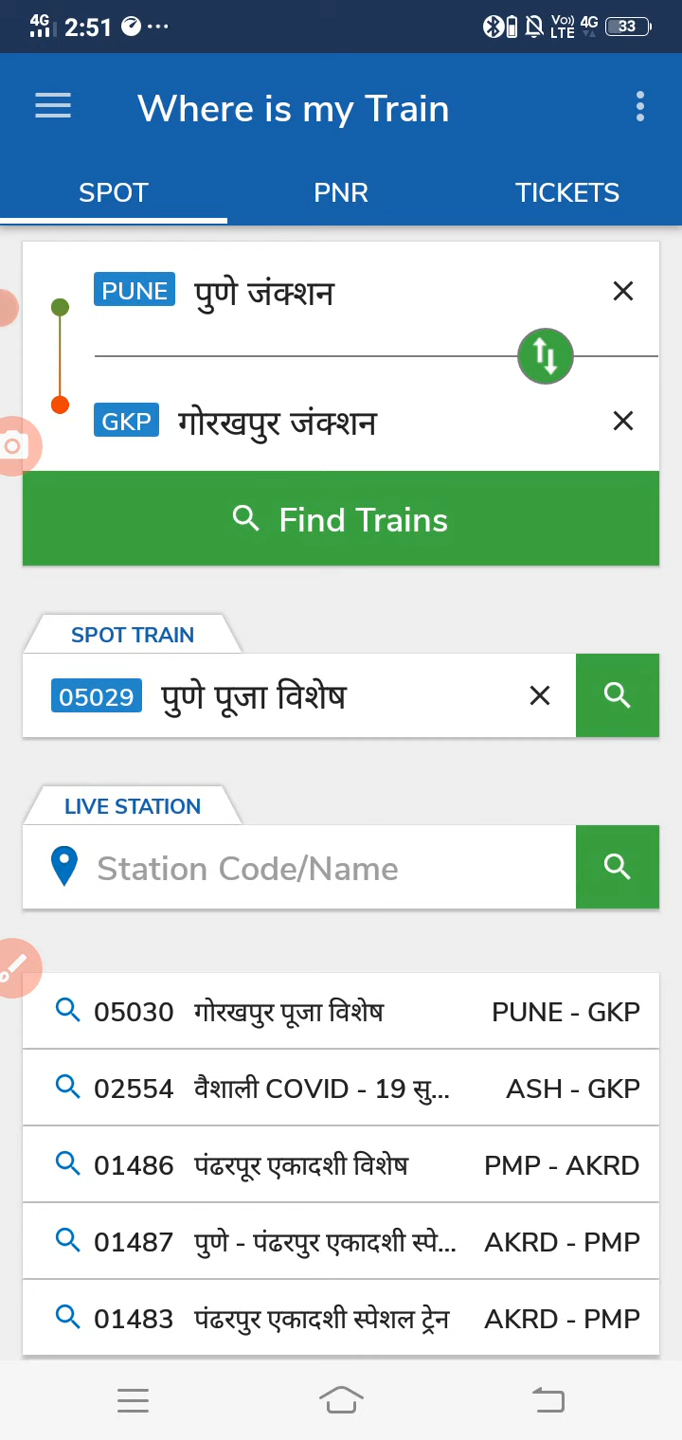 4G 2:51 ... Vo)) LTE 4G 33
Where is my Train
SPOT PNR TICKETS
PUNE पुणे जंक्शन
GKP गोरखपुर जंक्शन
Find Trains
SPOT TRAIN
05029 पुणे पूजा विशेष
LIVE STATION
Station Code/Name
05030 गोरखपुर पूजा विशेष PUNE - GKP
02554 वैशाली COVID - 19 सु... ASH - GKP
01486 पंढरपूर एकादशी विशेष PMP - AKRD
01487 पुणे - पंढरपुर एकादशी स्पे... AKRD - PMP
01483 पंढरपुर एकादशी स्पेशल ट्रेन AKRD - PMP